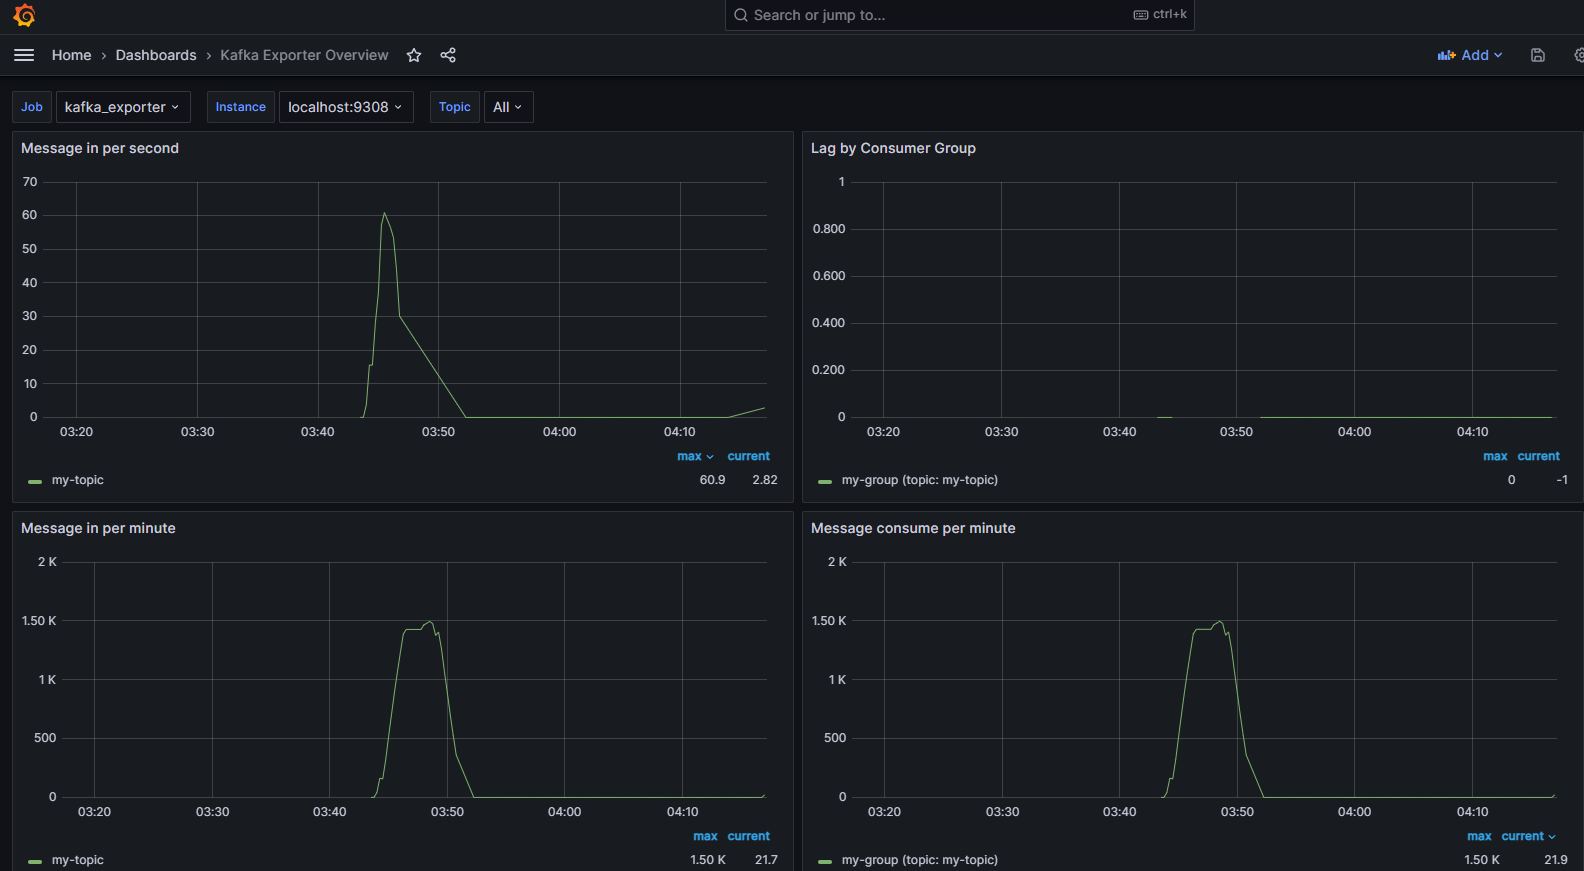 Search or jump to... ctrl+k
Home › Dashboards › Kafka Exporter Overview Add
Job kafka_exporter Instance localhost:9308 Topic All
Message in per second
70
60
50
40
30
20
10
0
03:20 03:30 03:40 03:50 04:00 04:10
max current
my-topic 60.9 2.82
Lag by Consumer Group
1
0.800
0.600
0.400
0.200
0
03:20 03:30 03:40 03:50 04:00 04:10
max current
my-group (topic: my-topic) 0 -1
Message in per minute
2 K
1.50 K
1 K
500
0
03:20 03:30 03:40 03:50 04:00 04:10
max current
my-topic 1.50 K 21.7
Message consume per minute
2 K
1.50 K
1 K
500
0
03:20 03:30 03:40 03:50 04:00 04:10
max current
my-group (topic: my-topic) 1.50 K 21.9